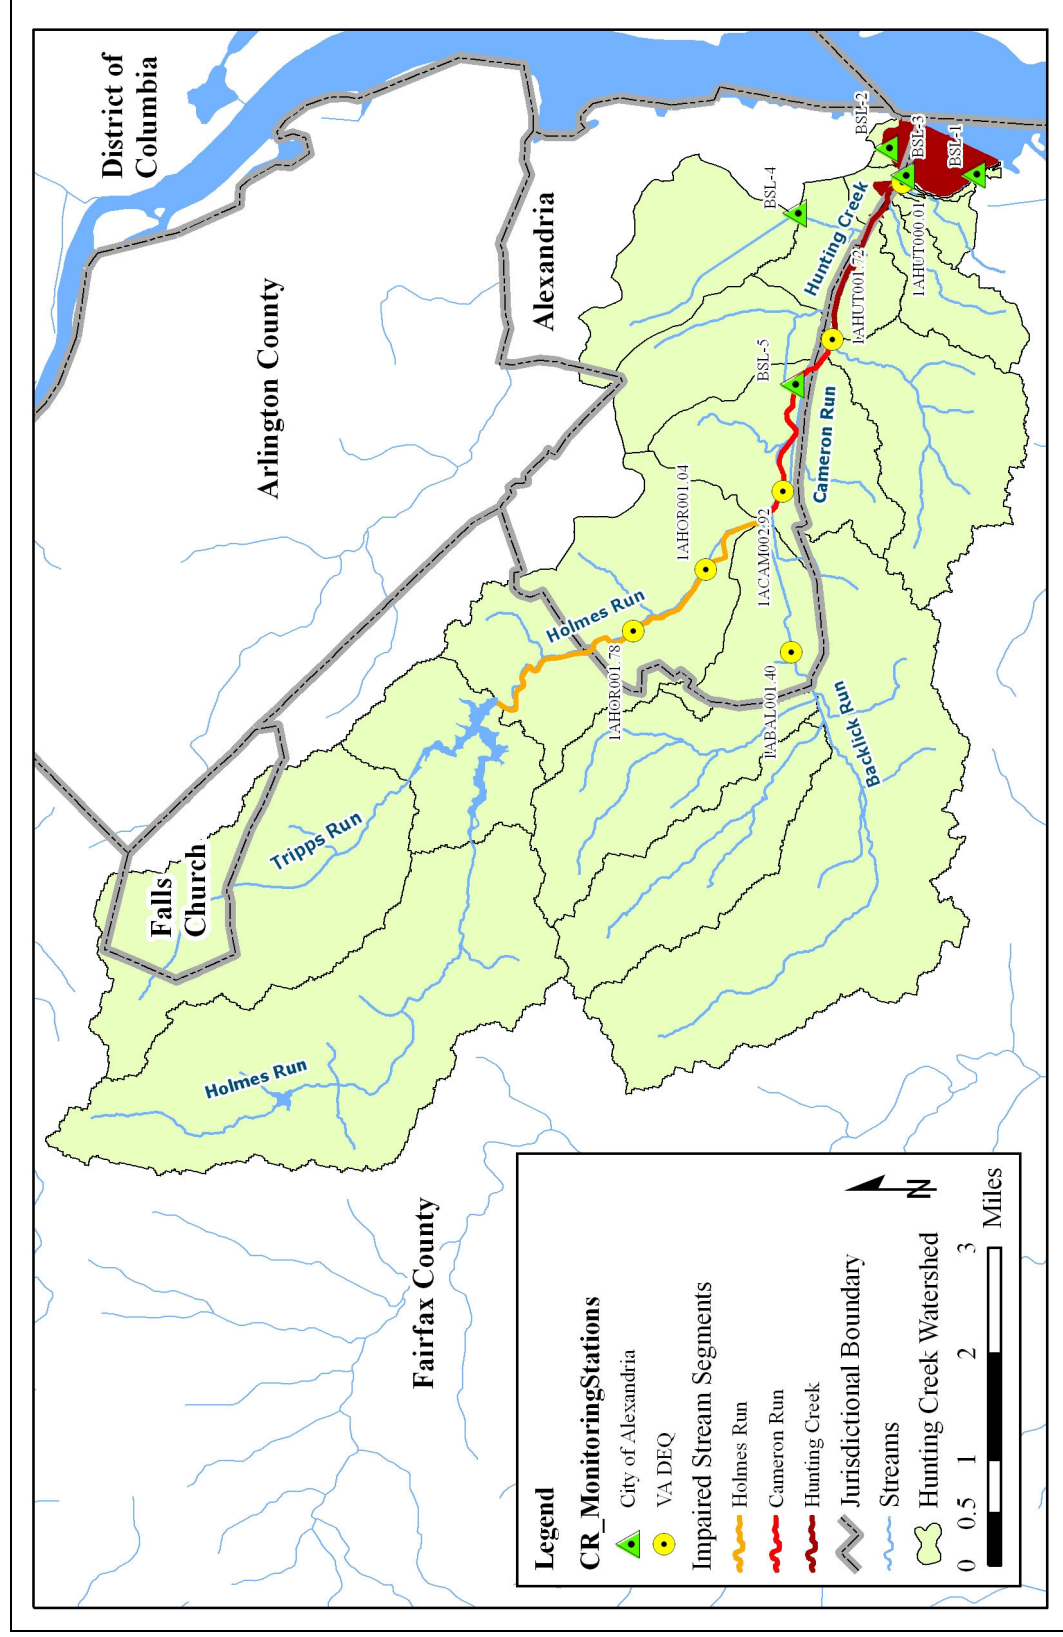 District of
Columbia
Arlington County
Alexandria
Falls
Church
Fairfax County
Tripps Run
Holmes Run
Holmes Run
Backlick Run
Cameron Run
Hunting Creek
BSL-2
BSL-3
BSL-1
BSL-4
BSL-5
1AHUT000.01
1AHUT001.72
1AHOR001.04
1ACAM002.92
1AHOR001.78
1ABAL001.40
Legend
CR_MonitoringStations
City of Alexandria
VA DEQ
Impaired Stream Segments
Holmes Run
Cameron Run
Hunting Creek
Jurisdictional Boundary
Streams
Hunting Creek Watershed
N
0 0.5 1 2 3
Miles